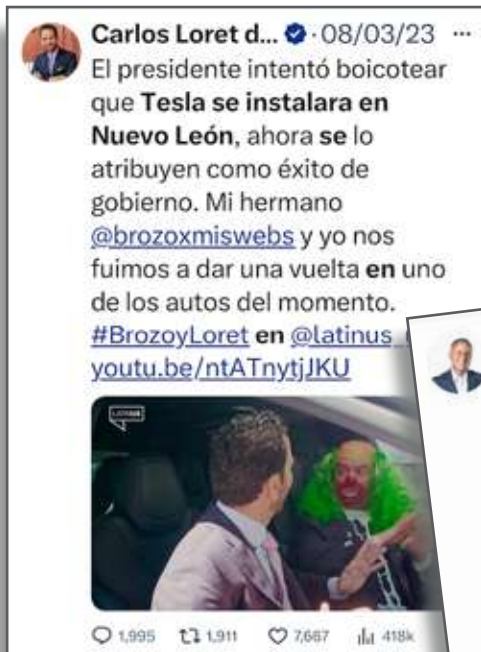 Carlos Loret d... · 08/03/23 ...
El presidente intentó boicotear
que Tesla se instalara en
Nuevo León, ahora se lo
atribuyen como éxito de
gobierno. Mi hermano
@brozoxmiswebs y yo nos
fuimos a dar una vuelta en uno
de los autos del momento.
#BrozoyLoret en @latinus_
youtu.be/ntATnytjJKU
LATINUS
1,995 1,911 7,667 418k